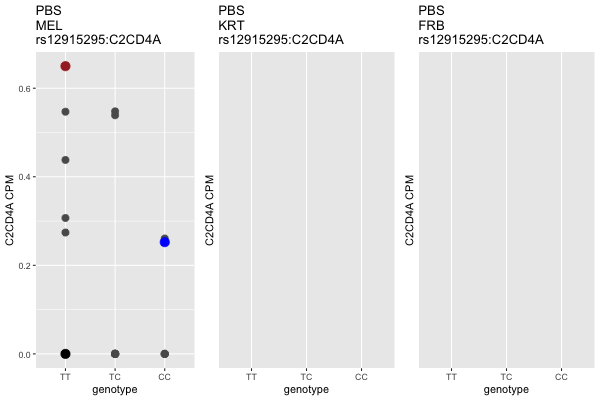 PBS
MEL
rs12915295:C2CD4A
PBS
KRT
rs12915295:C2CD4A
PBS
FRB
rs12915295:C2CD4A
C2CD4A CPM
0.6
0.4
0.2
0.0
TT TC CC
genotype
C2CD4A CPM
TT TC CC
genotype
C2CD4A CPM
TT TC CC
genotype